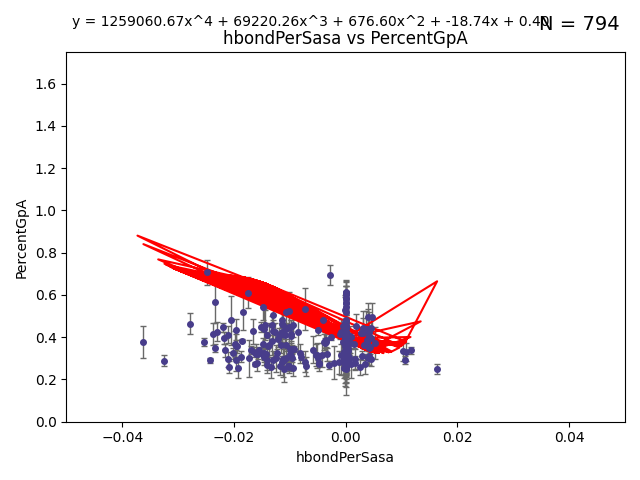 y = 1259060.67x^4 + 69220.26x^3 + 676.60x^2 + -18.74x + 0.40
N = 794
hbondPerSasa vs PercentGpA
1.6
1.4
1.2
1.0
0.8
0.6
0.4
0.2
0.0
PercentGpA
−0.04 −0.02 0.00 0.02 0.04
hbondPerSasa